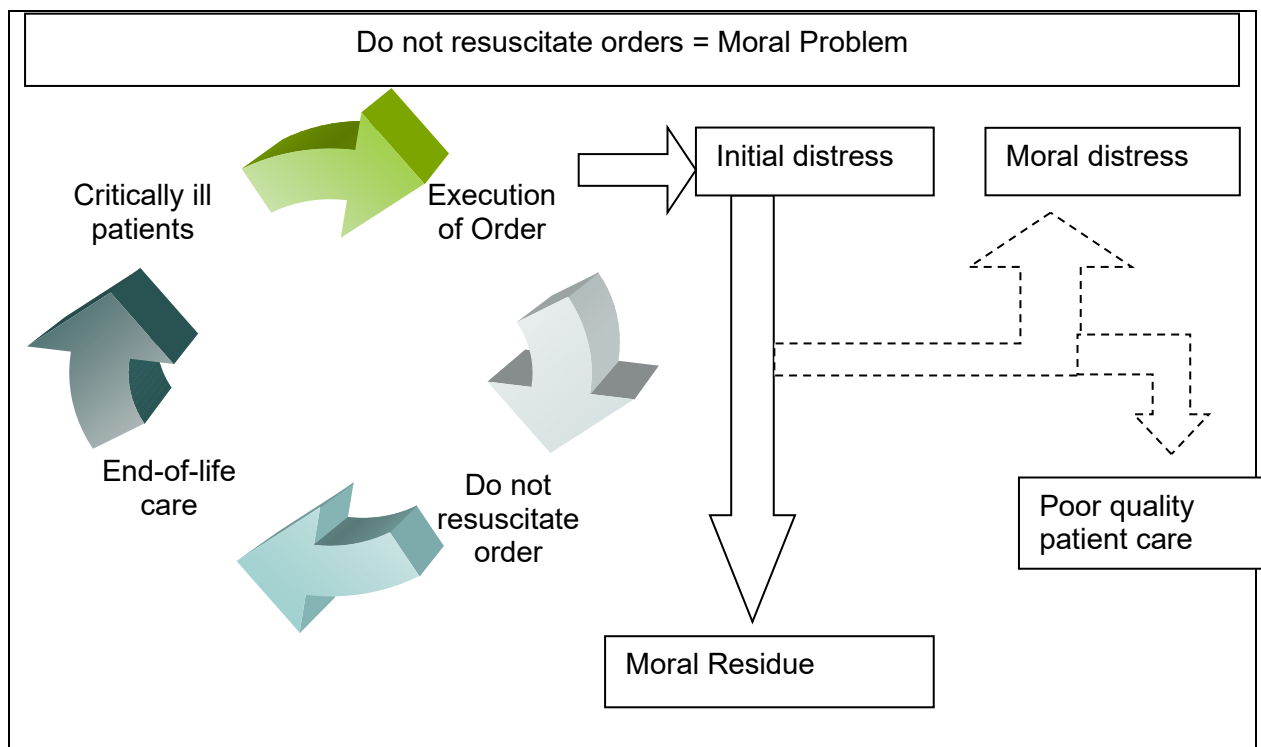 Do not resuscitate orders = Moral Problem
Initial distress
Moral distress
Critically ill
patients
Execution
of Order
End-of-life
care
Do not
resuscitate
order
Poor quality
patient care
Moral Residue